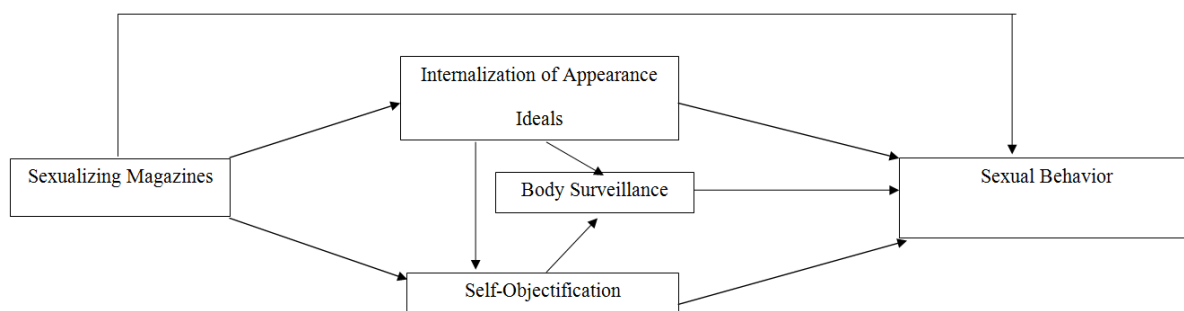 Internalization of Appearance
Ideals
Sexualizing Magazines
Body Surveillance
Sexual Behavior
Self-Objectification